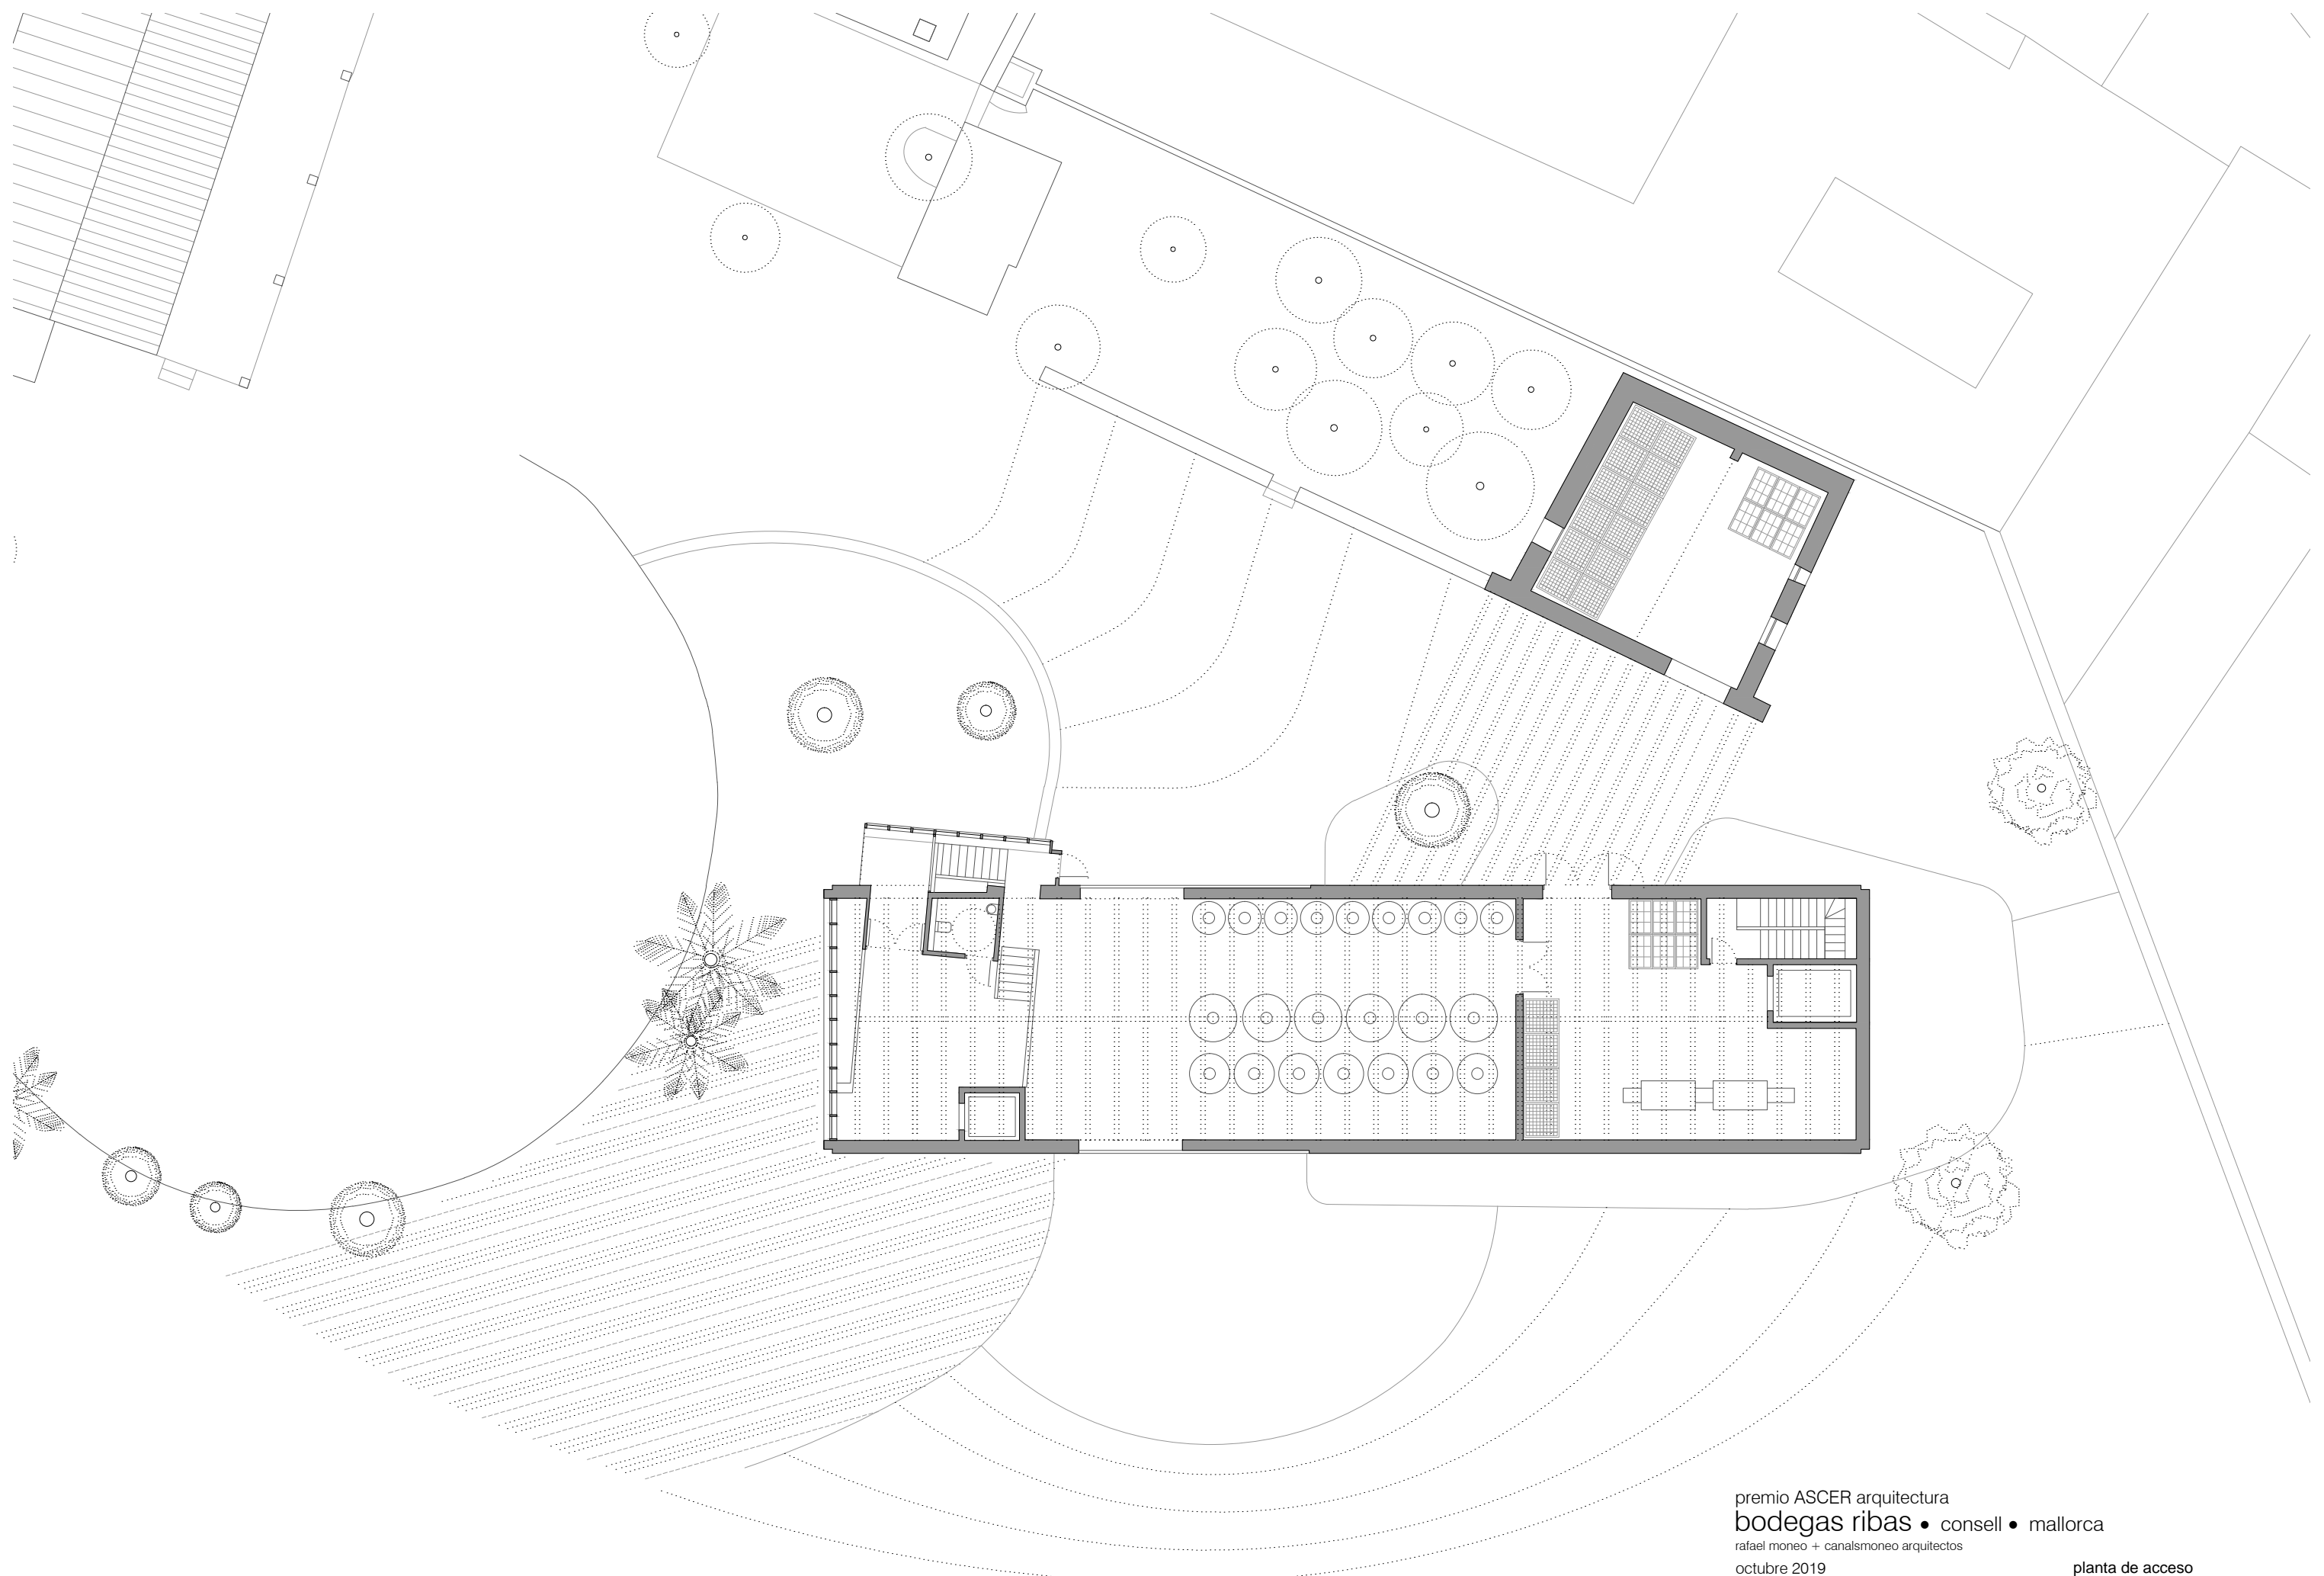 premio ASCER arquitectura
bodegas ribas • consell • mallorca
rafael moneo + canalsmoneo arquitectos
octubre 2019 planta de acceso